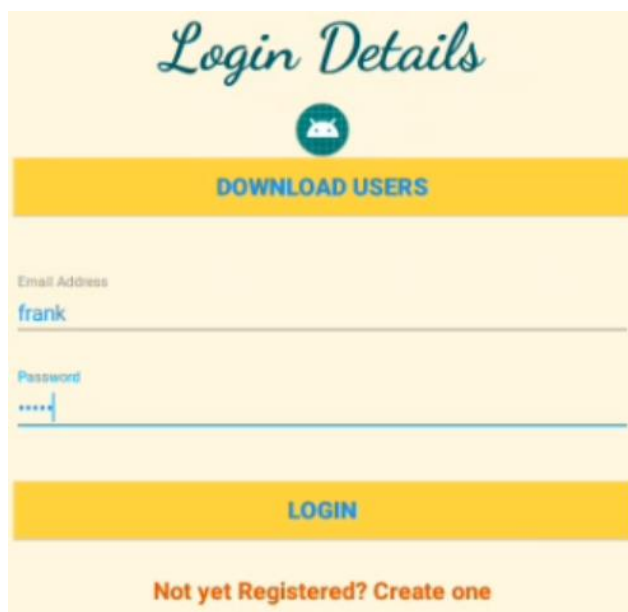 Login Details
DOWNLOAD USERS
Email Address
frank
Password
•••••
LOGIN
Not yet Registered? Create one